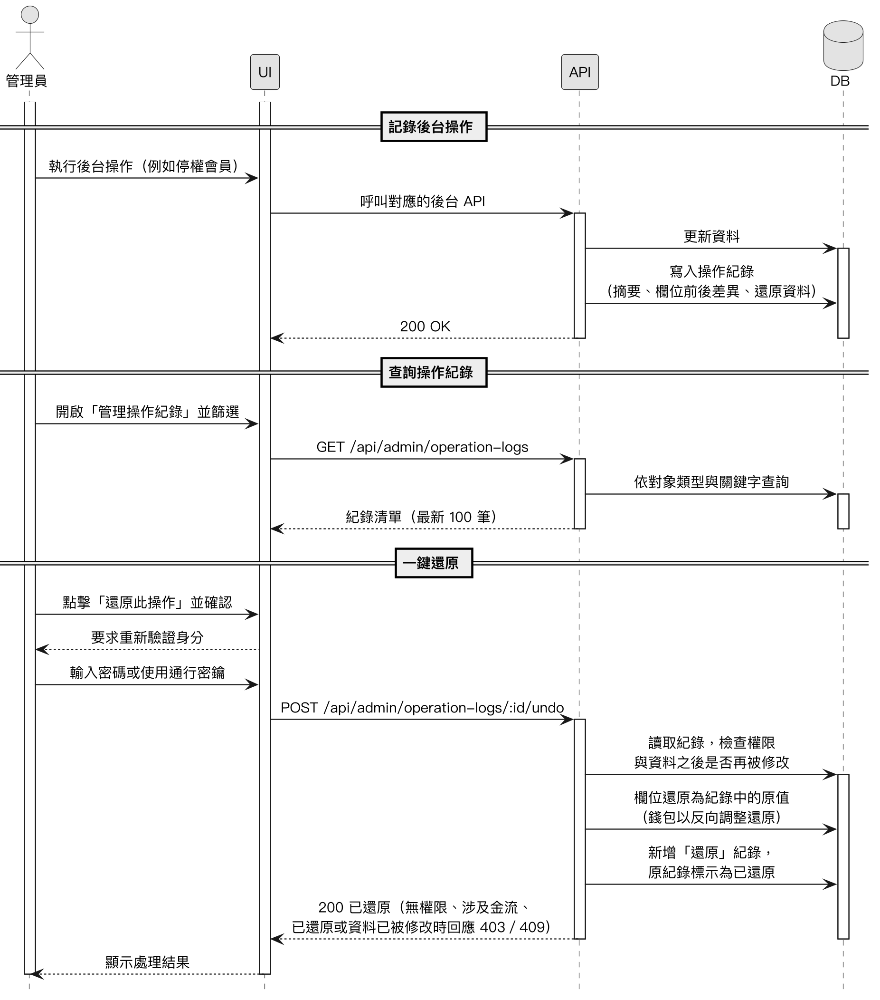 管理員
UI
API
DB
記錄後台操作
執行後台操作（例如停權會員）
呼叫對應的後台 API
更新資料
寫入操作紀錄
（摘要、欄位前後差異、還原資料）
200 OK
查詢操作紀錄
開啟「管理操作紀錄」並篩選
GET /api/admin/operation-logs
依對象類型與關鍵字查詢
紀錄清單（最新 100 筆）
一鍵還原
點擊「還原此操作」並確認
要求重新驗證身分
輸入密碼或使用通行密鑰
POST /api/admin/operation-logs/:id/undo
讀取紀錄，檢查權限
與資料之後是否再被修改
欄位還原為紀錄中的原值
（錢包以反向調整還原）
新增「還原」紀錄，
原紀錄標示為已還原
200 已還原（無權限、涉及金流、
已還原或資料已被修改時回應 403 / 409）
顯示處理結果